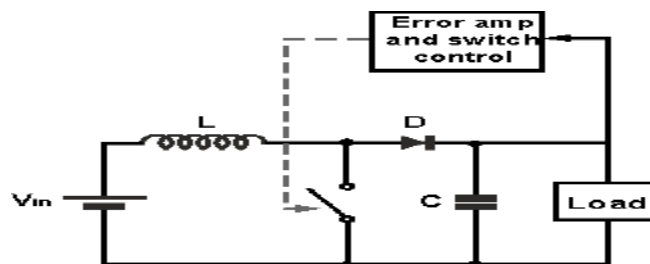 Error amp
and switch
control
L
D
Vin
C
Load